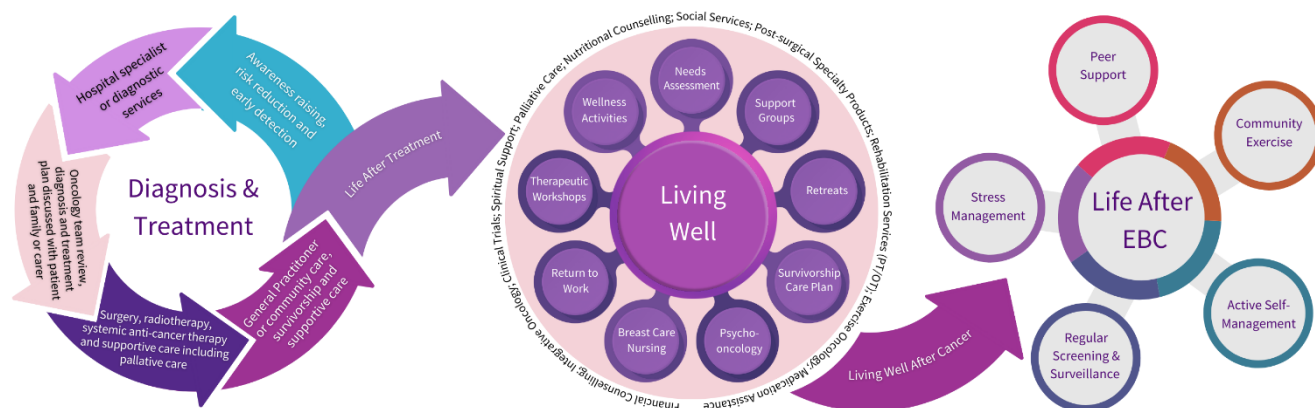 Awareness raising,
risk reduction and
early detection
Hospital specialist
or diagnostic
services
Oncology team review,
diagnosis and treatment
plan discussed with patient
and family or carer
Surgery, radiotherapy,
systemic anti-cancer therapy
and supportive care including
pallative care
General Practitioner
or community care,
survivorship and
supportive care
Diagnosis &
Treatment
Life After Treatment
Financial Counselling; Integrative Oncology; Clinical Trials; Spiritual Support; Palliative Care; Nutritional Counselling; Social Services; Post-surgical Specialty Products; Rehabilitation Services (PT/OT); Exercise Oncology; Medication Assistance
Needs
Assessment
Support
Groups
Retreats
Survivorship
Care Plan
Psycho-
oncology
Breast Care
Nursing
Return to
Work
Therapeutic
Workshops
Wellness
Activities
Living
Well
Living Well After Cancer
Peer
Support
Community
Exercise
Active Self-
Management
Regular
Screening &
Surveillance
Stress
Management
Life After
EBC